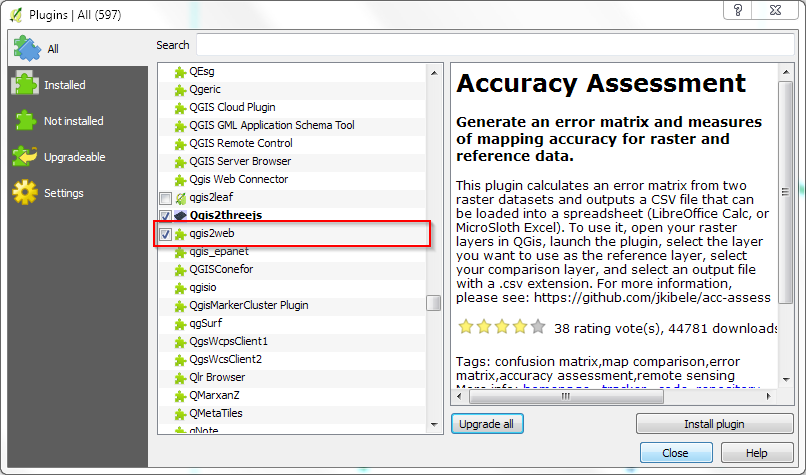 Plugins | All (597)
?
All
Installed
Not installed
Upgradeable
Settings
Search
QEsg
Qgeric
QGIS Cloud Plugin
QGIS GML Application Schema Tool
QGIS Remote Control
QGIS Server Browser
Qgis Web Connector
qgis2leaf
Qgis2threejs
qgis2web
qgis_epanet
QGISConefor
qgisio
QgisMarkerCluster Plugin
qgSurf
QgsWcpsClient1
QgsWcsClient2
Qlr Browser
QMarxanZ
QMetaTiles
qNote
Accuracy Assessment
Generate an error matrix and measures
of mapping accuracy for raster and
reference data.
This plugin calculates an error matrix from two
raster datasets and outputs a CSV file that can
be loaded into a spreadsheet (LibreOffice Calc, or
MicroSloth Excel). To use it, open your raster
layers in QGis, launch the plugin, select the layer
you want to use as the reference layer, select
your comparison layer, and select an output file
with a .csv extension. For more information,
please see: https://github.com/jkibele/acc-assess
38 rating vote(s), 44781 downloads
Tags: confusion matrix,map comparison,error
matrix,accuracy assessment,remote sensing
More info: homepage tracker code_repository
Upgrade all
Install plugin
Close
Help